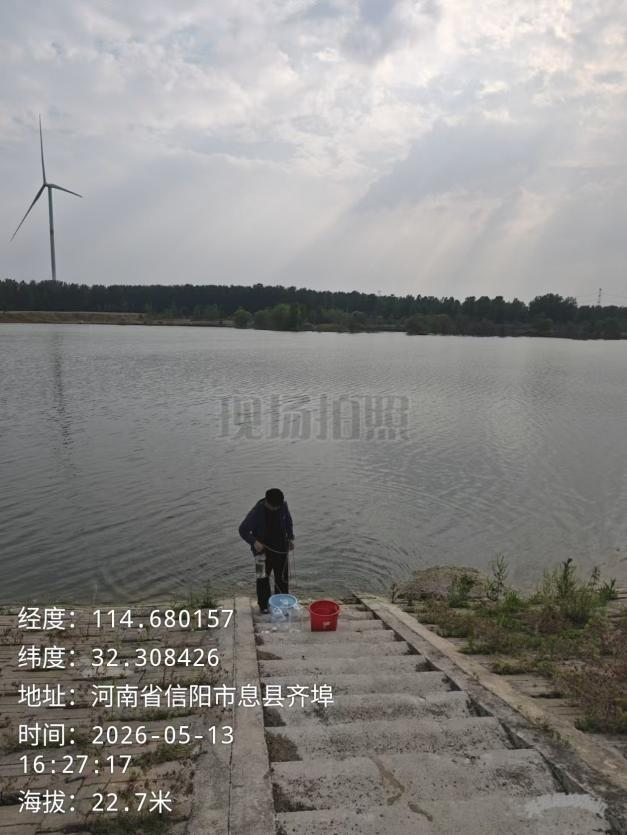 现场拍照
经度：114.680157
纬度：32.308426
地址：河南省信阳市息县齐埠
时间：2026-05-13
16:27:17
海拔：22.7米